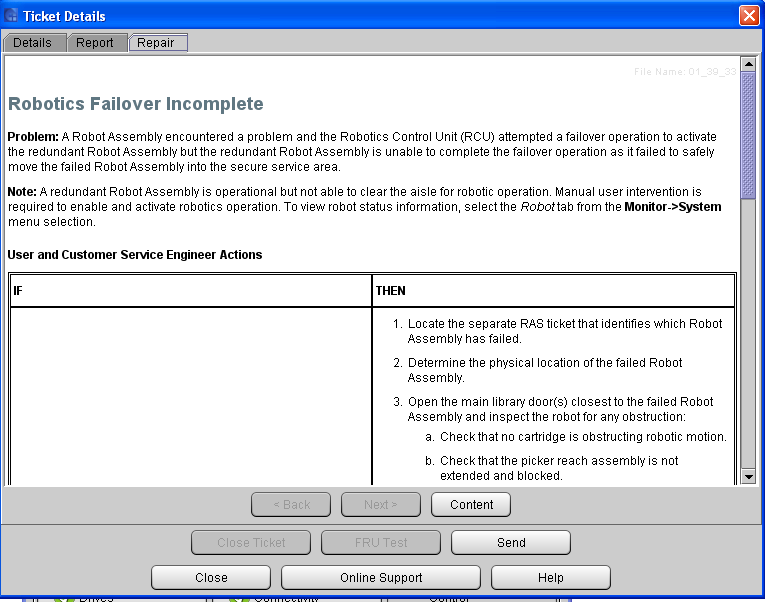 Ticket Details
Details Report Repair
File Name: 01_39_33
Robotics Failover Incomplete
Problem: A Robot Assembly encountered a problem and the Robotics Control Unit (RCU) attempted a failover operation to activate
the redundant Robot Assembly but the redundant Robot Assembly is unable to complete the failover operation as it failed to safely
move the failed Robot Assembly into the secure service area.
Note: A redundant Robot Assembly is operational but not able to clear the aisle for robotic operation. Manual user intervention is
required to enable and activate robotics operation. To view robot status information, select the Robot tab from the Monitor->System
menu selection.
User and Customer Service Engineer Actions
IF THEN
1. Locate the separate RAS ticket that identifies which Robot
Assembly has failed.
2. Determine the physical location of the failed Robot
Assembly.
3. Open the main library door(s) closest to the failed Robot
Assembly and inspect the robot for any obstruction:
a. Check that no cartridge is obstructing robotic motion.
b. Check that the picker reach assembly is not
extended and blocked.
< Back Next > Content
Close Ticket FRU Test Send
Close Online Support Help
Drives Connectivity Control